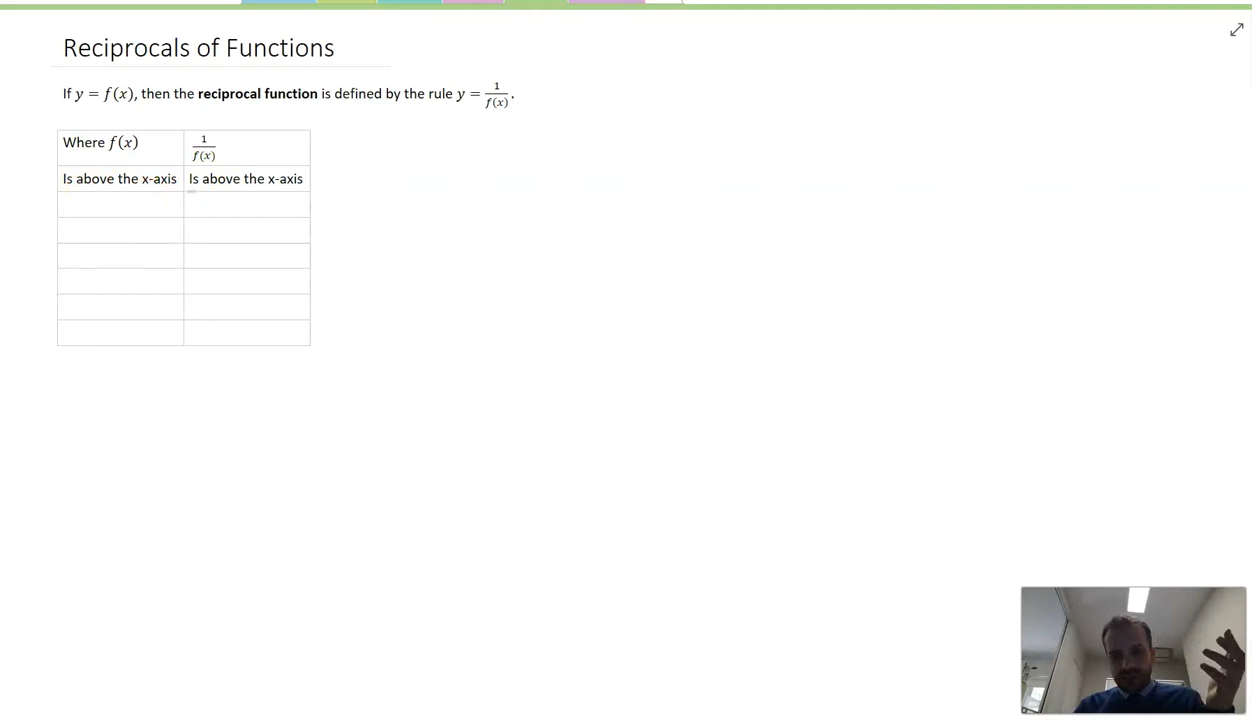 Reciprocals of Functions
If y = f(x), then the reciprocal function is defined by the rule y = 1/f(x).
Where f(x) 1/f(x)
Is above the x-axis Is above the x-axis